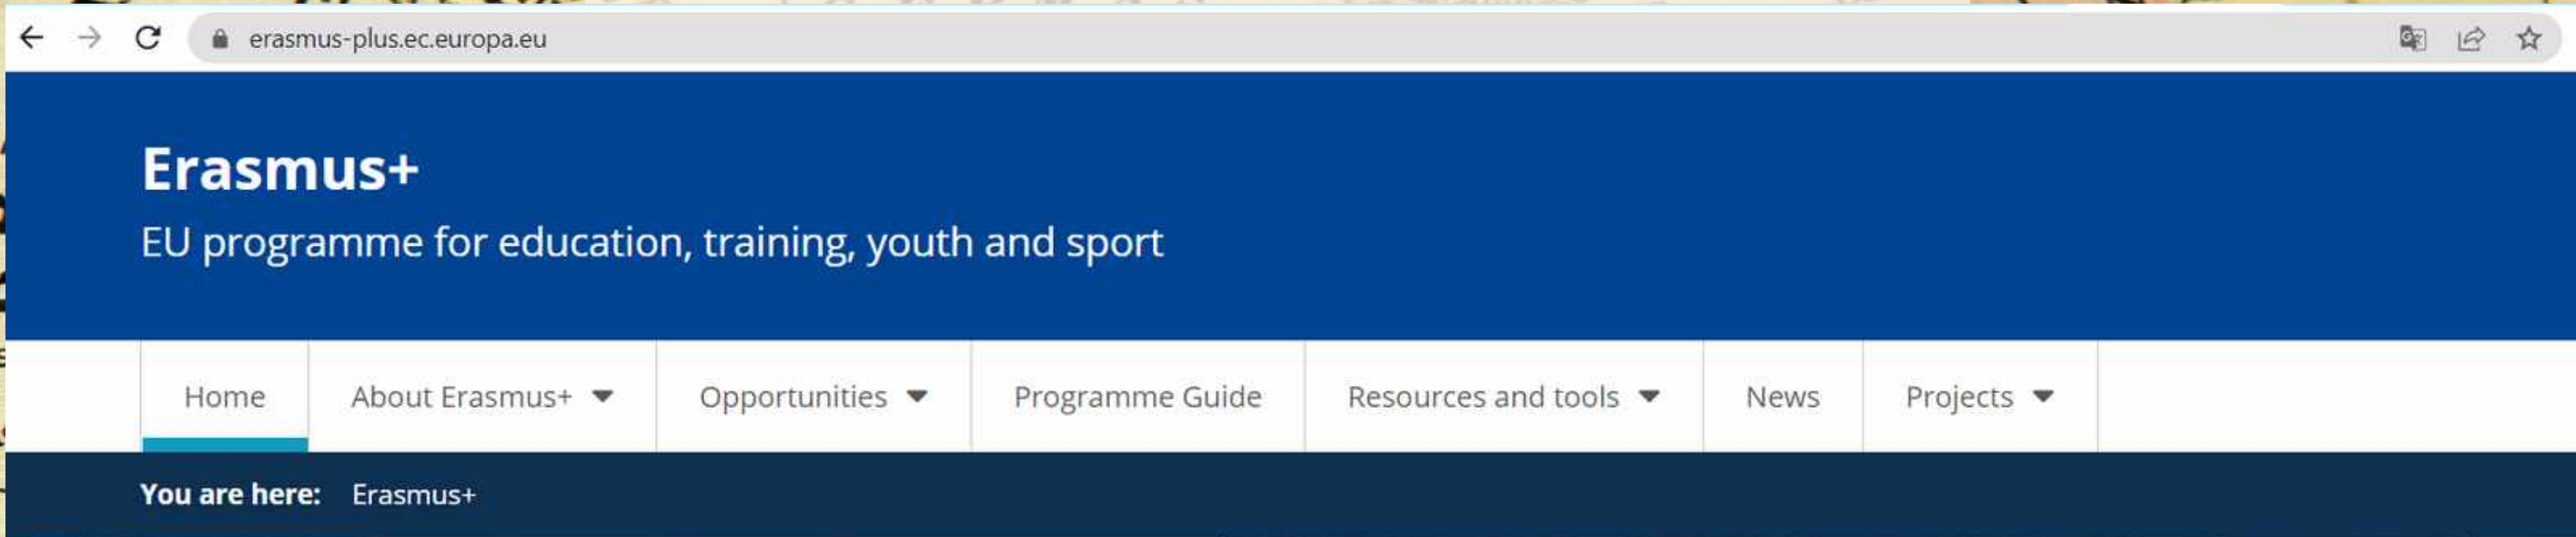 erasmus-plus.ec.europa.eu
Erasmus+
EU programme for education, training, youth and sport
Home About Erasmus+ Opportunities Programme Guide Resources and tools News Projects
You are here: Erasmus+